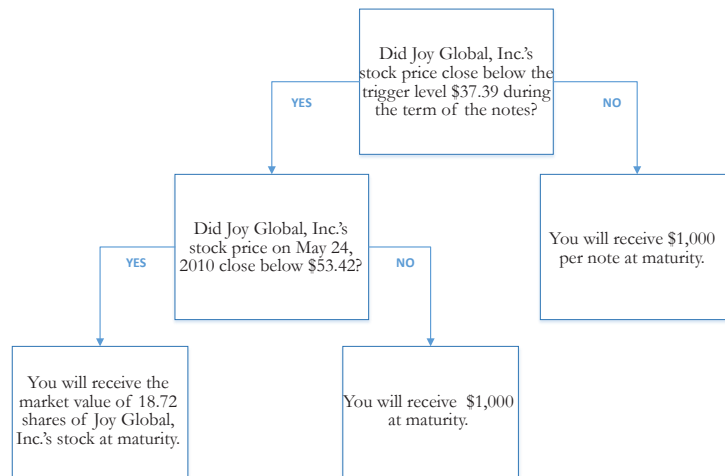 Did Joy Global, Inc.'s
stock price close below the
trigger level $37.39 during
the term of the notes?
YES
NO
Did Joy Global, Inc.'s
stock price on May 24,
2010 close below $53.42?
You will receive $1,000
per note at maturity.
YES
NO
You will receive the
market value of 18.72
shares of Joy Global,
Inc.'s stock at maturity.
You will receive $1,000
at maturity.